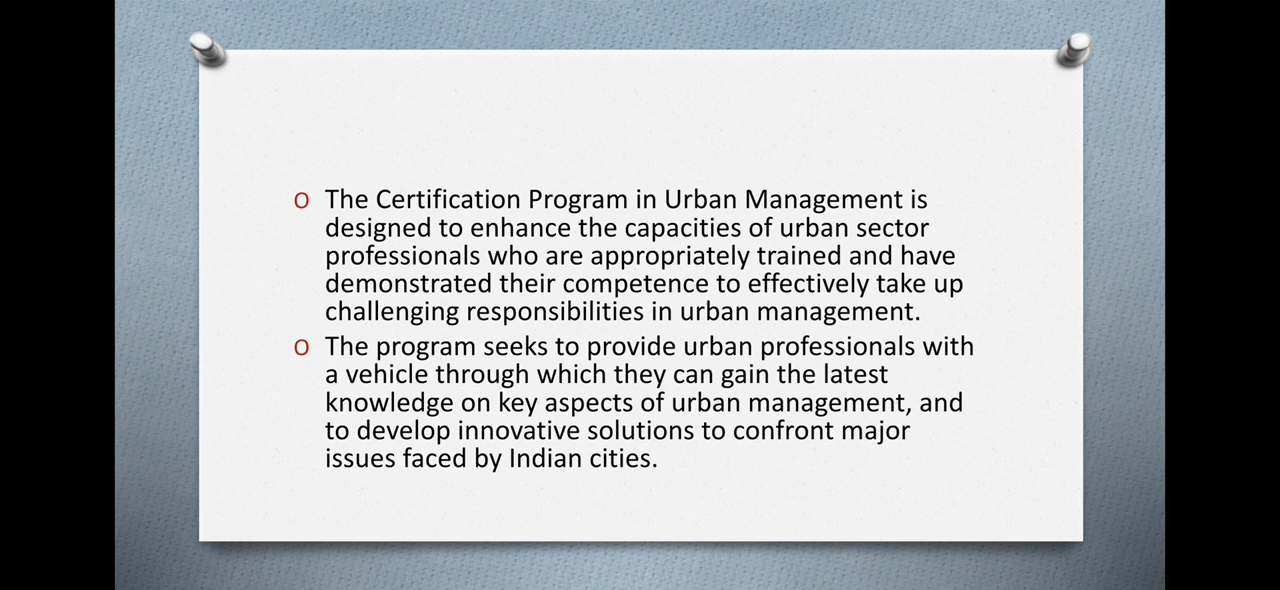 O The Certification Program in Urban Management is
designed to enhance the capacities of urban sector
professionals who are appropriately trained and have
demonstrated their competence to effectively take up
challenging responsibilities in urban management.
O The program seeks to provide urban professionals with
a vehicle through which they can gain the latest
knowledge on key aspects of urban management, and
to develop innovative solutions to confront major
issues faced by Indian cities.